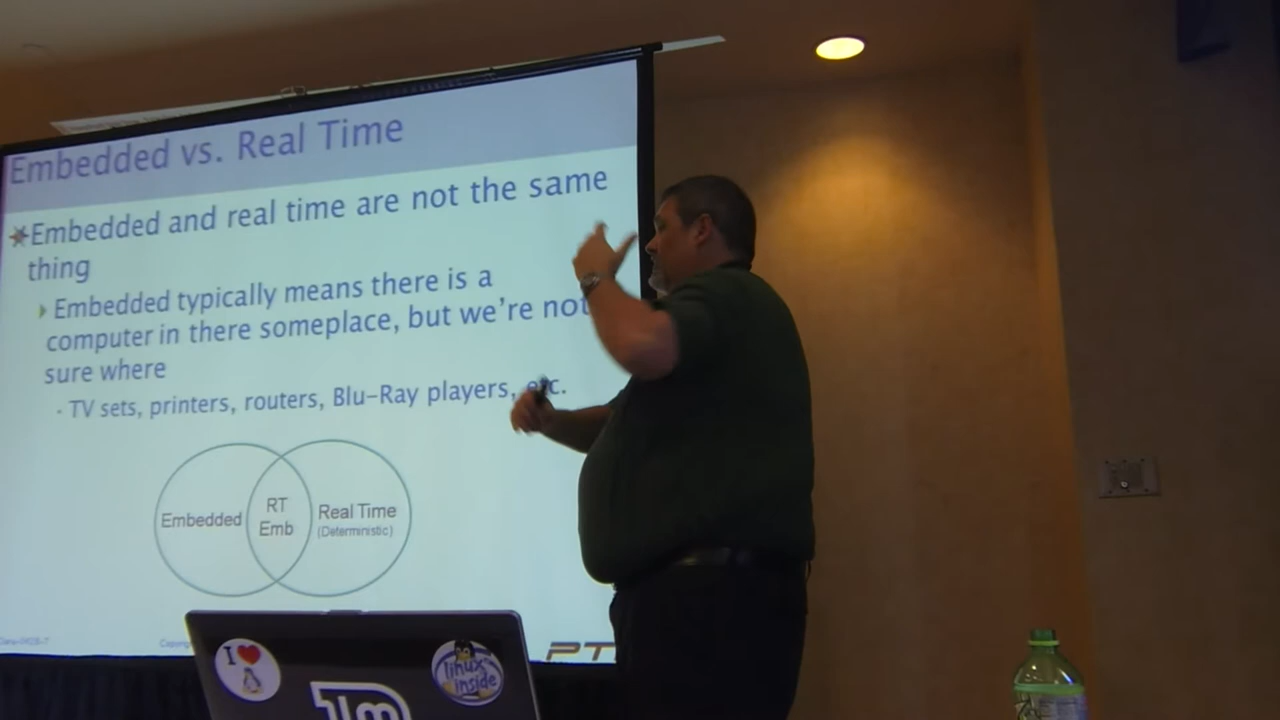 Embedded vs. Real Time
Embedded and real time are not the same
thing
Embedded typically means there is a
computer in there someplace, but we're not
sure where
- TV sets, printers, routers, Blu-Ray players, etc.
Embedded
RT
Emb
Real Time
(Deterministic)
PT
I
linux
inside
lm